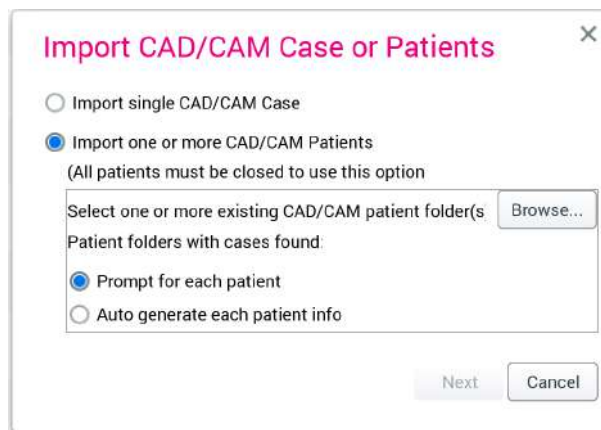 Import CAD/CAM Case or Patients
Import single CAD/CAM Case
Import one or more CAD/CAM Patients
(All patients must be closed to use this option
Select one or more existing CAD/CAM patient folder(s
Browse...
Patient folders with cases found:
Prompt for each patient
Auto generate each patient info
Next
Cancel